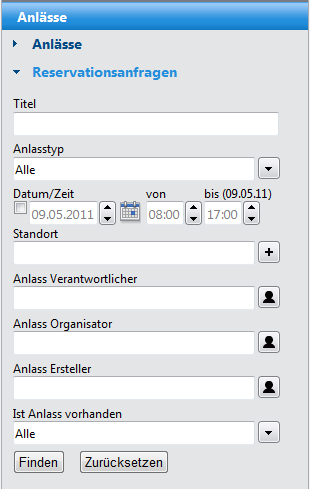 Anlässe
Anlässe
Reservationsanfragen
Titel
Anlasstyp
Alle
Datum/Zeit von bis (09.05.11)
09.05.2011 08:00 17:00
Standort
Anlass Verantwortlicher
Anlass Organisator
Anlass Ersteller
Ist Anlass vorhanden
Alle
Finden Zurücksetzen